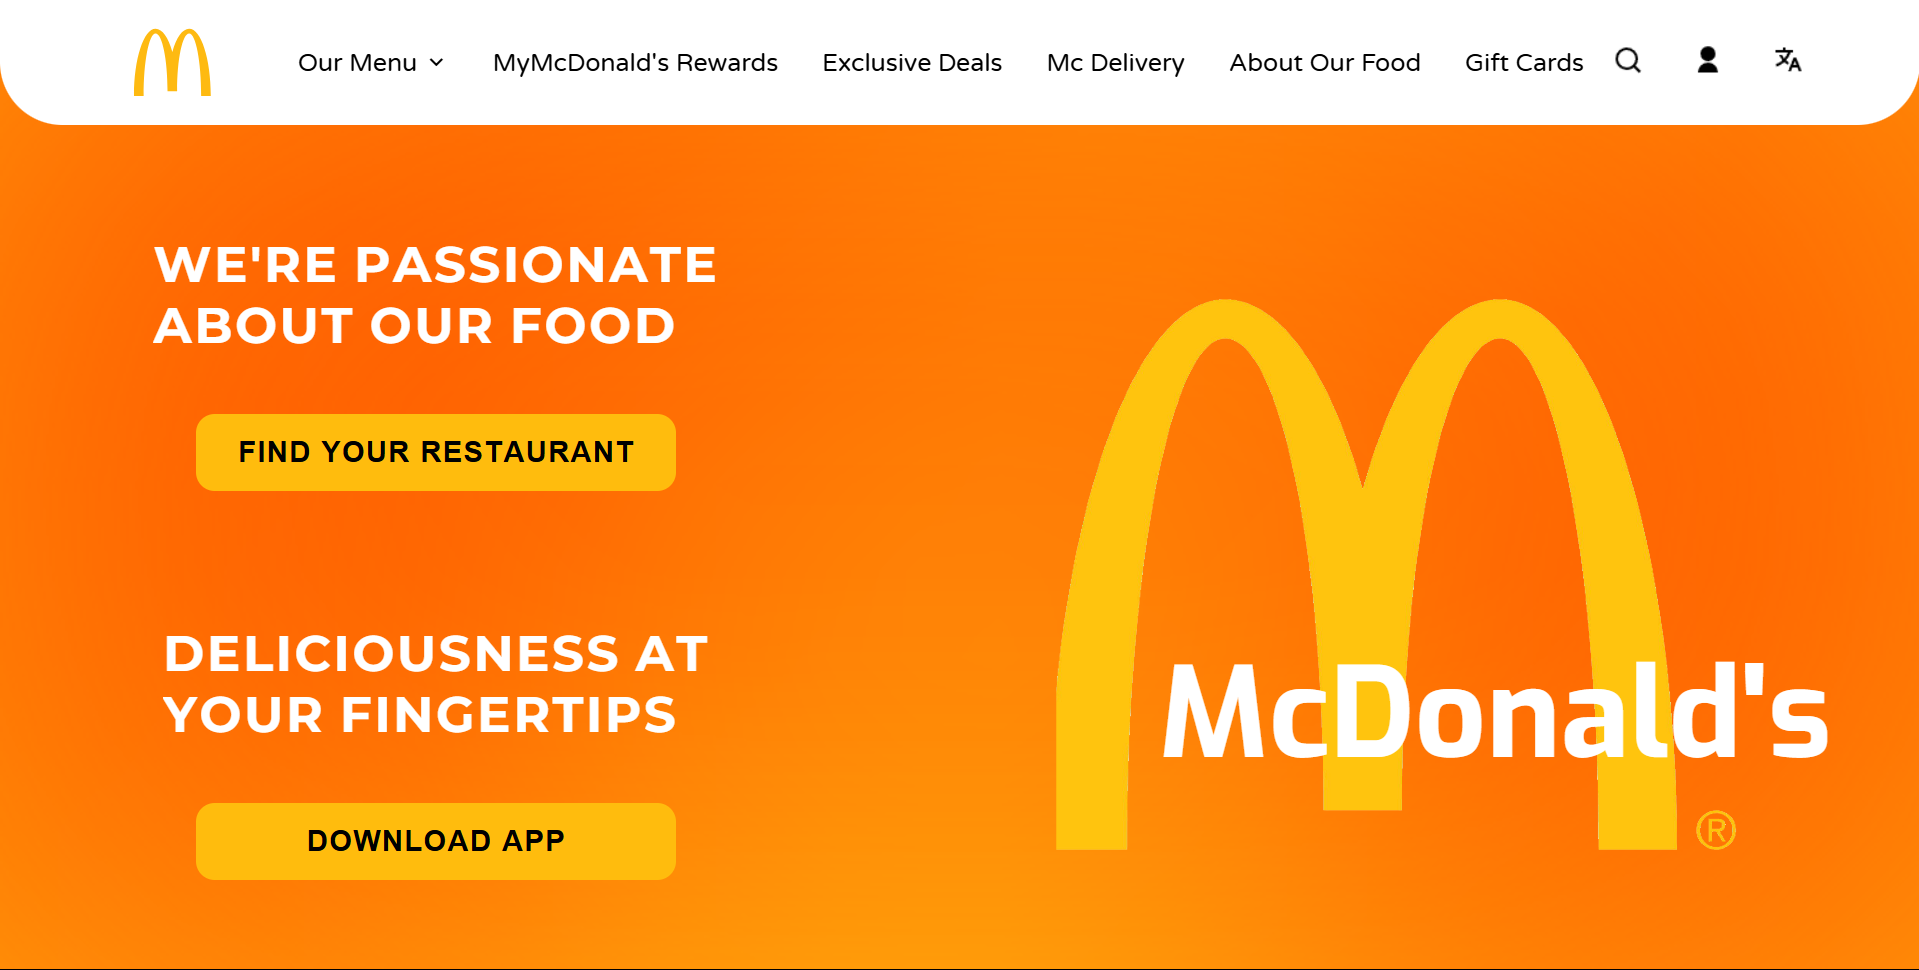 Our Menu
MyMcDonald's Rewards
Exclusive Deals
Mc Delivery
About Our Food
Gift Cards
WE'RE PASSIONATE
ABOUT OUR FOOD
FIND YOUR RESTAURANT
DELICIOUSNESS AT
YOUR FINGERTIPS
DOWNLOAD APP
McDonald's
®